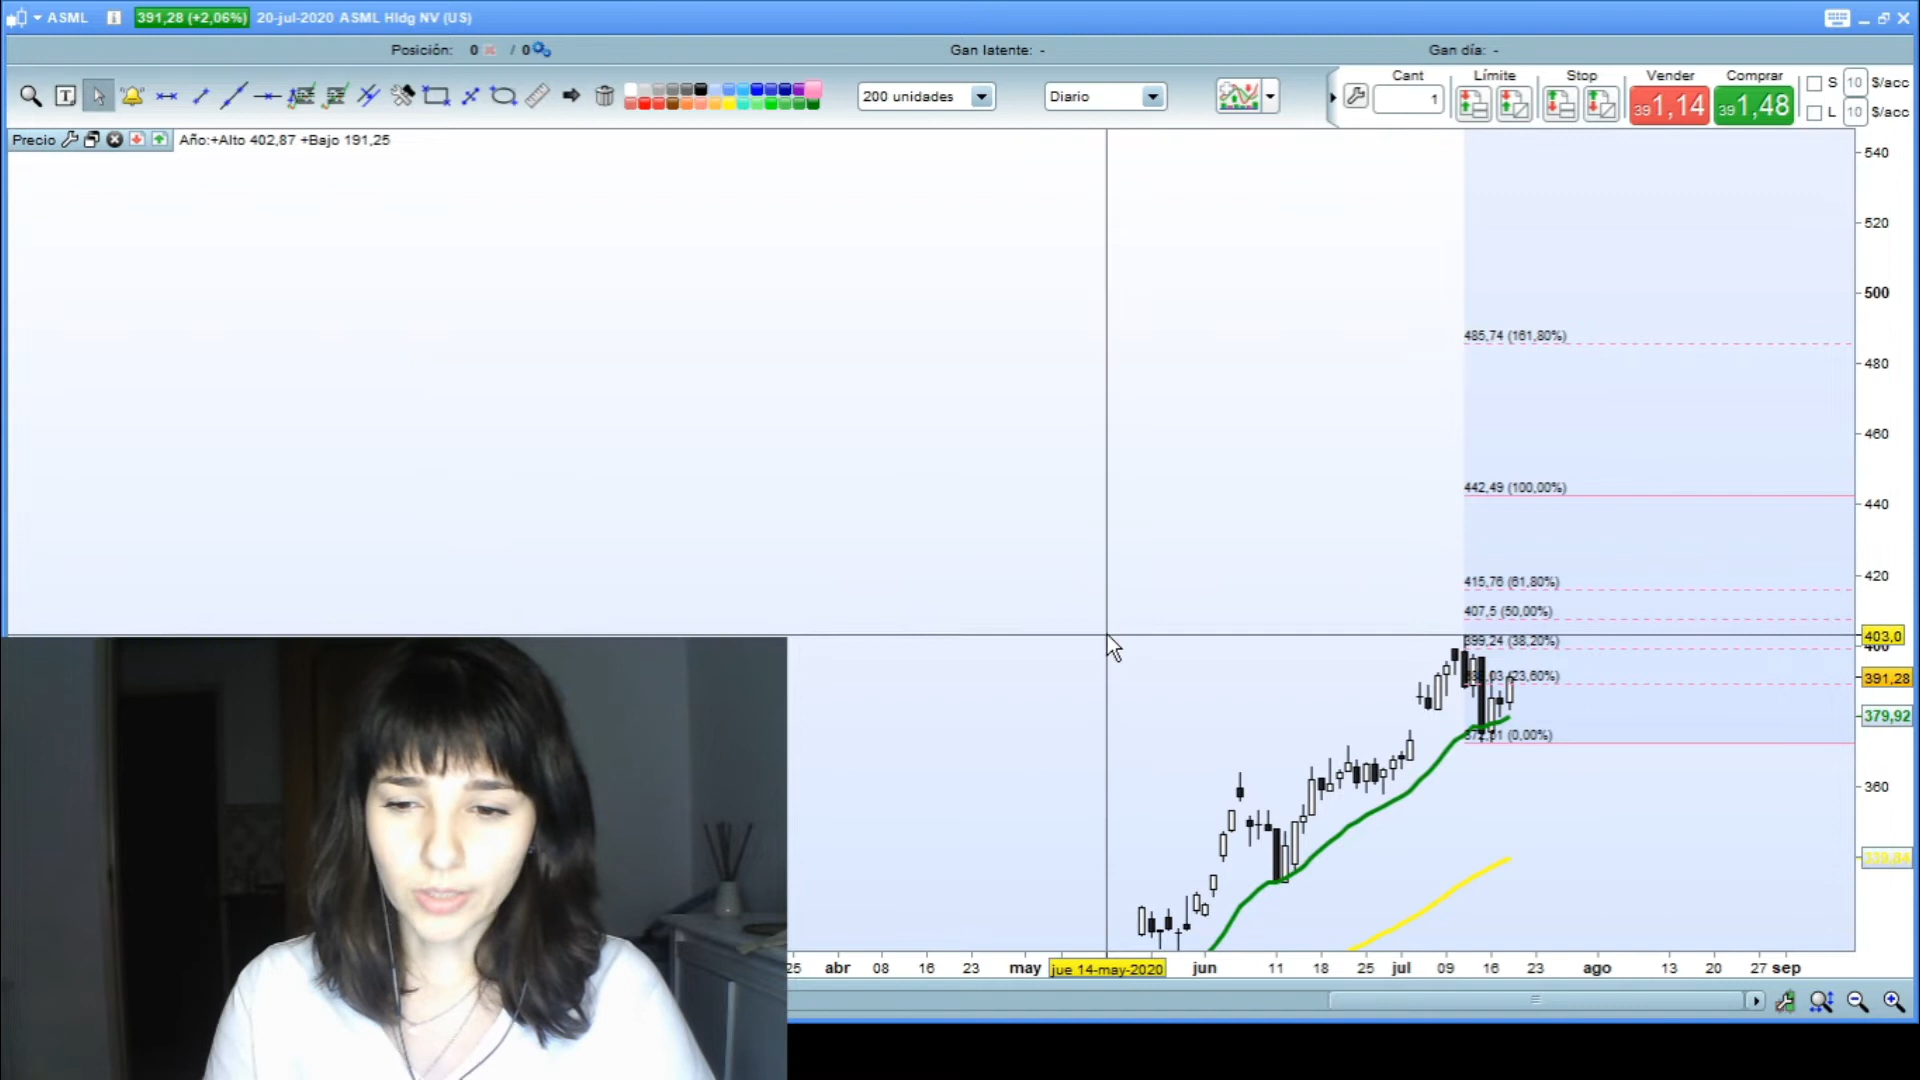 ASML 391,28 (+2,06%) 20-jul-2020 ASML Hldg NV (US)
Posición: 0 / 0 Gan latente: - Gan día: -
200 unidades Diario
Cant Límite Stop Vender Comprar S 10 $/acc
1 391,14 391,48 L 10 $/acc
Precio Año:+Alto 402,87 +Bajo 191,25
540
520
500
485,74 (161,80%)
480
460
442,49 (100,00%)
440
415,76 (61,80%)
420
407,5 (50,00%)
403,0
399,24 (38,20%)
400
(23,60%)
391,28
379,92
(0,00%)
360
25 abr 08 16 23 may jue 14-may-2020 jun 11 18 25 jul 09 16 23 ago 13 20 27 sep